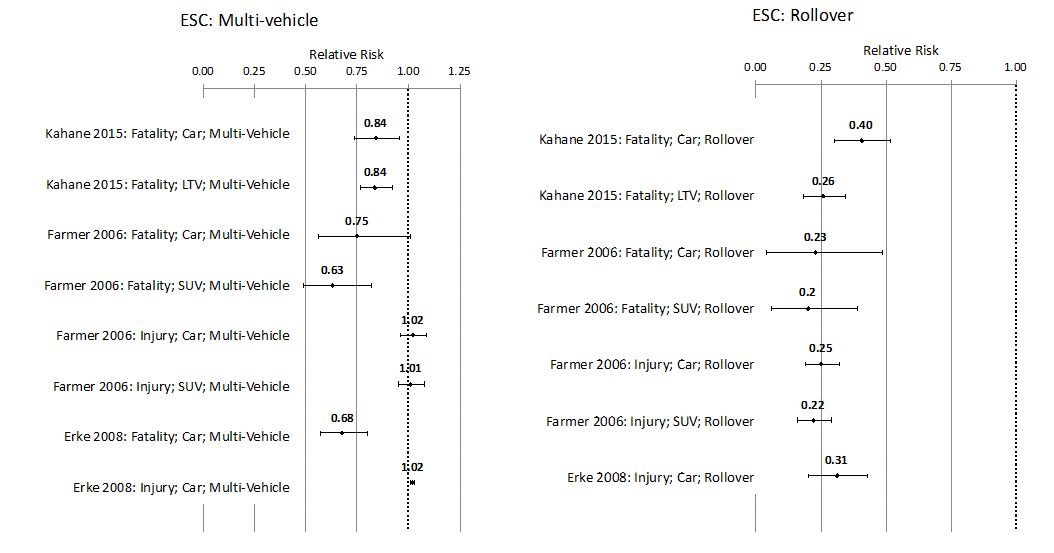 ESC: Multi-vehicle
Relative Risk
0.00 0.25 0.50 0.75 1.00 1.25
Kahane 2015: Fatality; Car; Multi-Vehicle 0.84
Kahane 2015: Fatality; LTV; Multi-Vehicle 0.84
Farmer 2006: Fatality; Car; Multi-Vehicle 0.75
Farmer 2006: Fatality; SUV; Multi-Vehicle 0.63
Farmer 2006: Injury; Car; Multi-Vehicle 1.02
Farmer 2006: Injury; SUV; Multi-Vehicle 1.01
Erke 2008: Fatality; Car; Multi-Vehicle 0.68
Erke 2008: Injury; Car; Multi-Vehicle 1.02
ESC: Rollover
Relative Risk
0.00 0.25 0.50 0.75 1.00
Kahane 2015: Fatality; Car; Rollover 0.40
Kahane 2015: Fatality; LTV; Rollover 0.26
Farmer 2006: Fatality; Car; Rollover 0.23
Farmer 2006: Fatality; SUV; Rollover 0.2
Farmer 2006: Injury; Car; Rollover 0.25
Farmer 2006: Injury; SUV; Rollover 0.22
Erke 2008: Injury; Car; Rollover 0.31